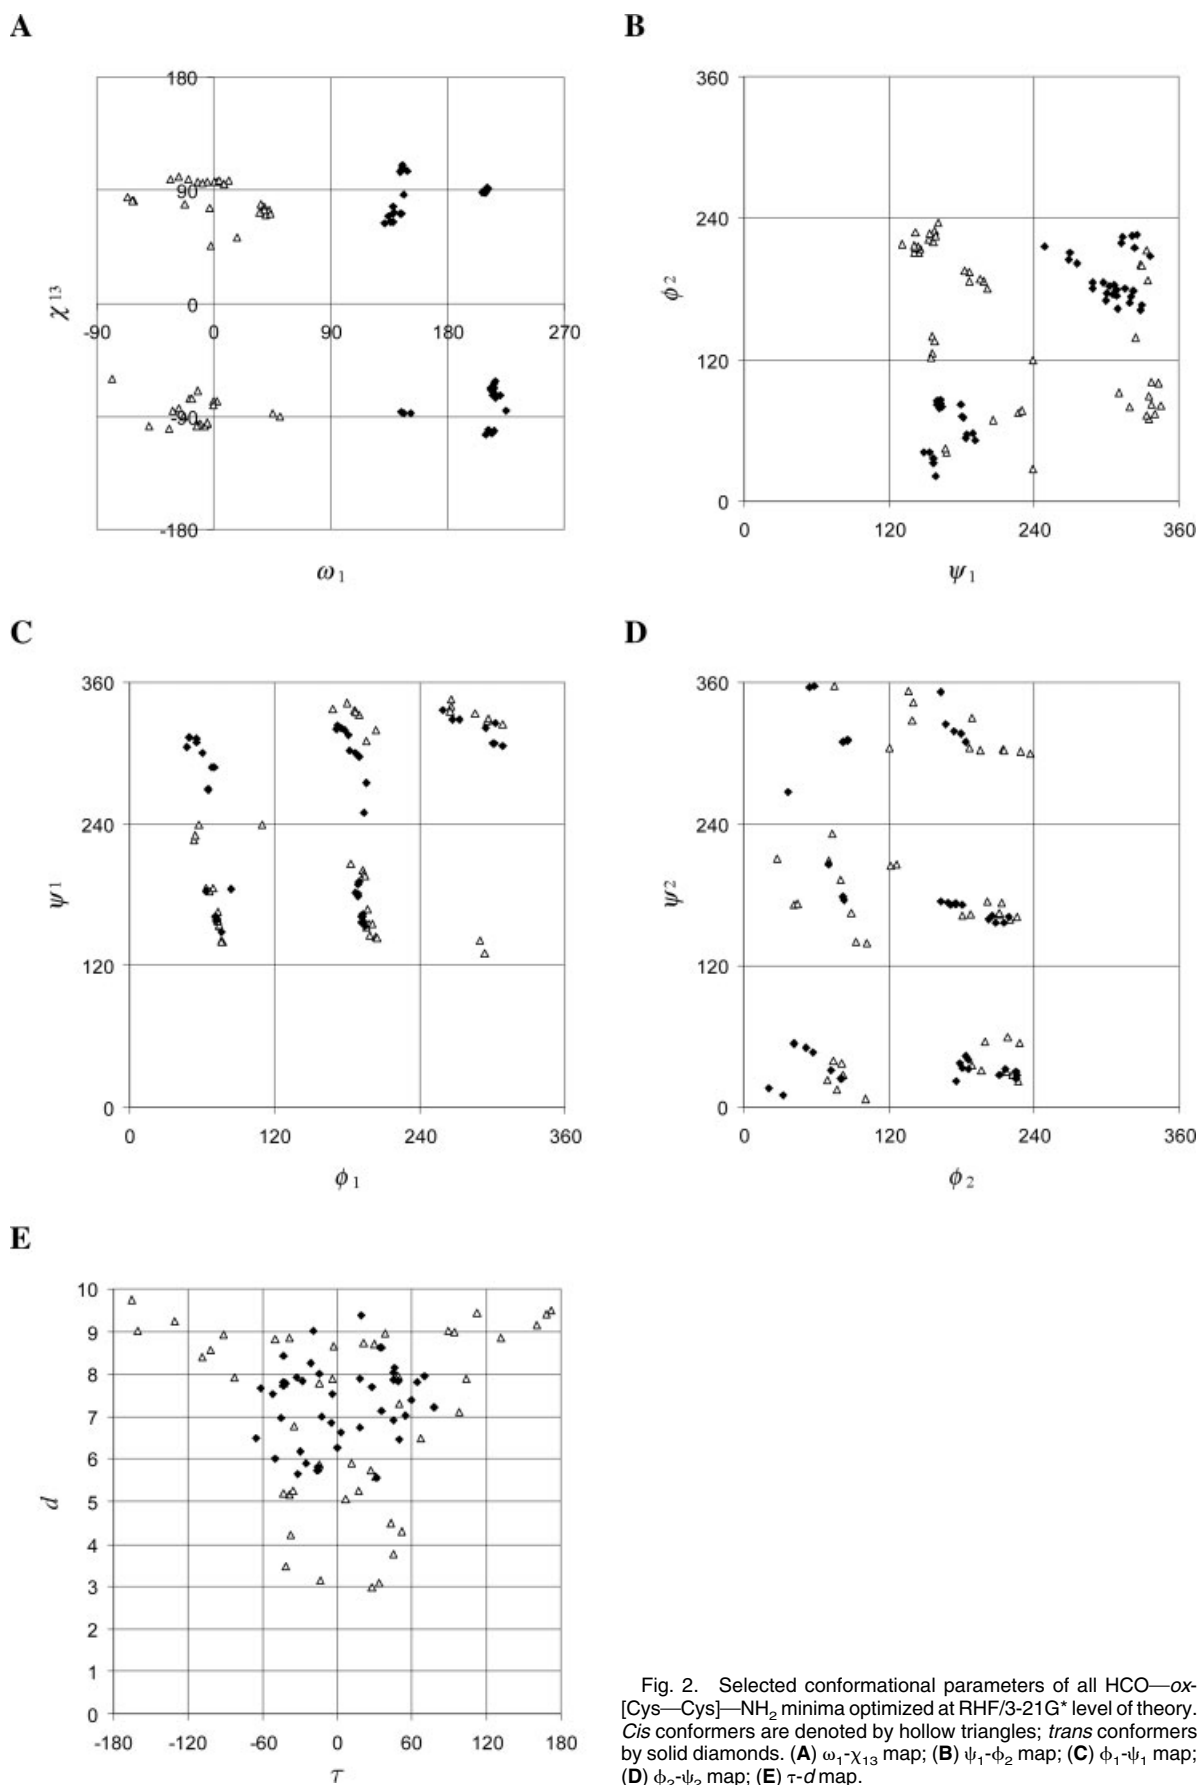 A
180
90
0
-90
0
90
180
270
-90
-180
χ13
ω1
B
360
240
120
0
0
120
240
360
ϕ2
ψ1
C
360
240
120
0
0
120
240
360
ψ1
ϕ1
D
360
240
120
0
0
120
240
360
ψ2
ϕ2
E
10
9
8
7
6
5
4
3
2
1
0
-180
-120
-60
0
60
120
180
d
τ
Fig. 2. Selected conformational parameters of all HCO—ox-
[Cys—Cys]—NH2 minima optimized at RHF/3-21G* level of theory.
Cis conformers are denoted by hollow triangles; trans conformers
by solid diamonds. (A) ω1-χ13 map; (B) ψ1-ϕ2 map; (C) ϕ1-ψ1 map;
(D) ϕ2-ψ2 map; (E) τ-d map.